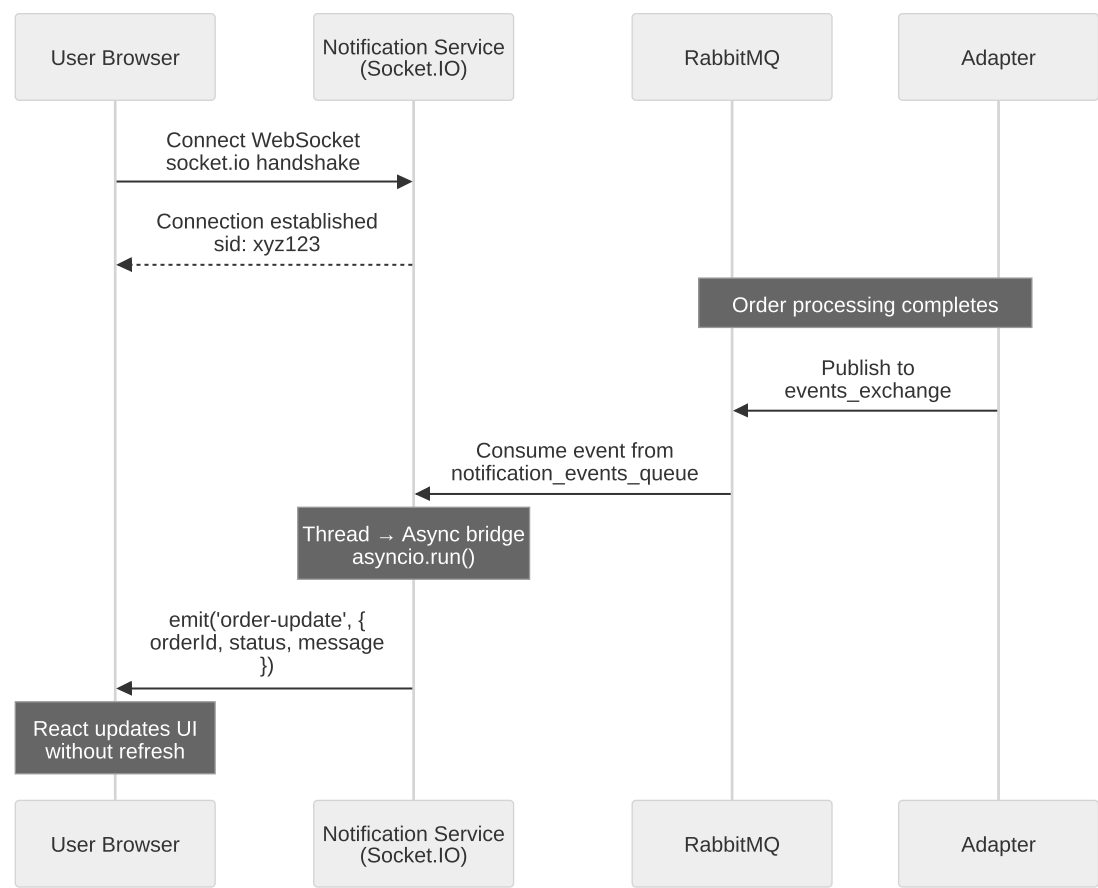 User Browser
Notification Service
(Socket.IO)
RabbitMQ
Adapter
Connect WebSocket
socket.io handshake
Connection established
sid: xyz123
Order processing completes
Publish to
events_exchange
Consume event from
notification_events_queue
Thread → Async bridge
asyncio.run()
emit('order-update', {
orderId, status, message
})
React updates UI
without refresh
User Browser
Notification Service
(Socket.IO)
RabbitMQ
Adapter